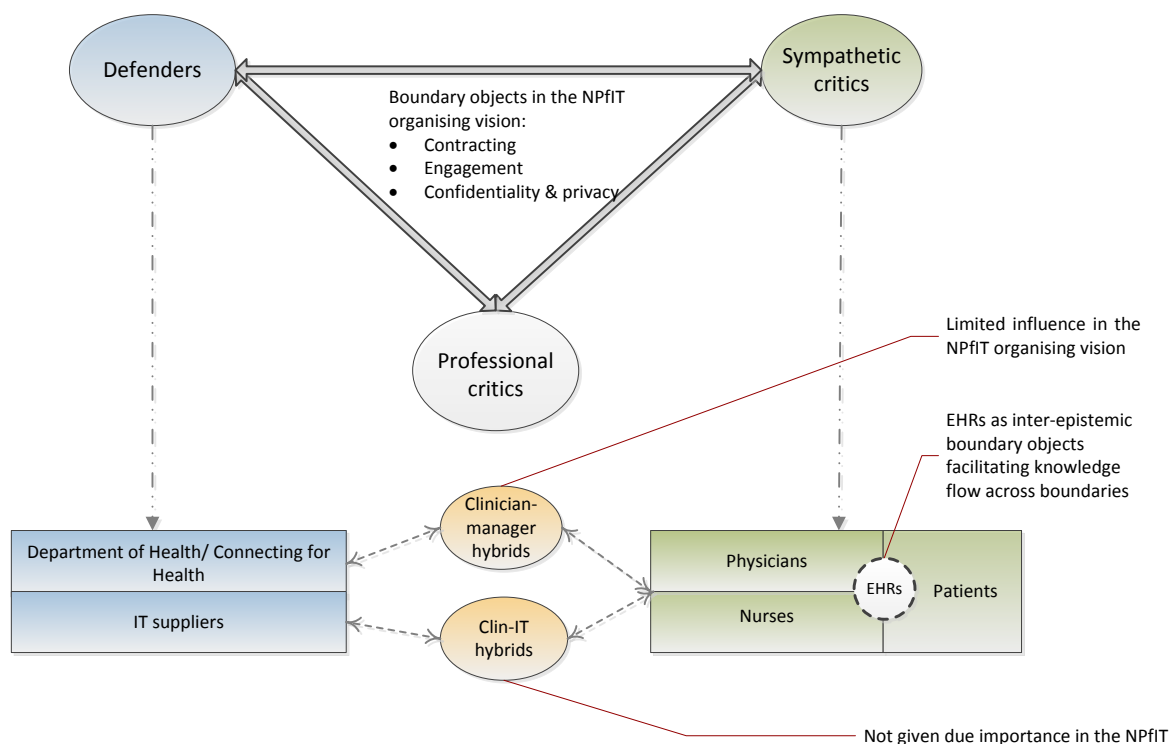 Defenders
Sympathetic
critics
Boundary objects in the NPfIT
organising vision:
• Contracting
• Engagement
• Confidentiality & privacy
Professional
critics
Limited influence in the
NPfIT organising vision
EHRs as inter-epistemic
boundary objects
facilitating knowledge
flow across boundaries
Clinician-
manager
hybrids
Department of Health/ Connecting for
Health
IT suppliers
Physicians
Nurses
EHRs
Patients
Clin-IT
hybrids
Not given due importance in the NPfIT